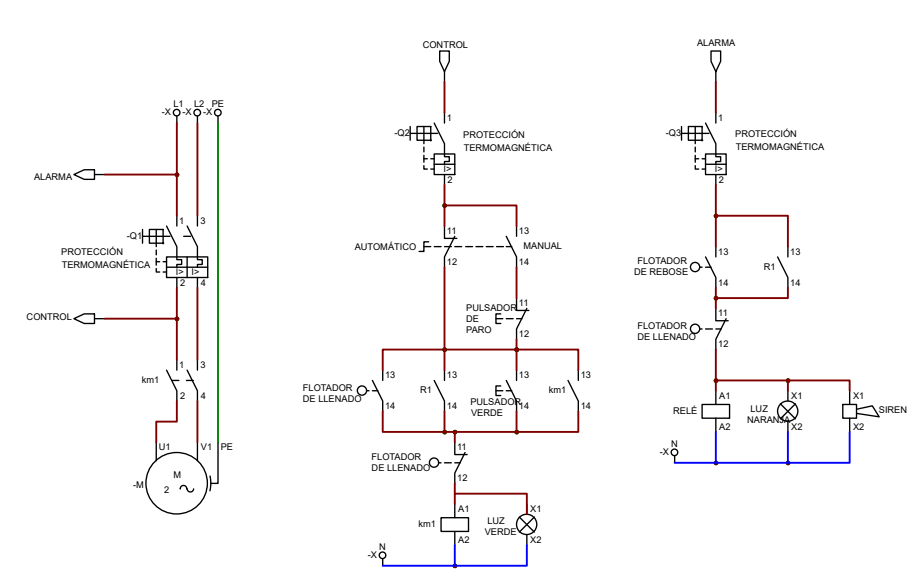 CONTROL
ALARMA
L1 L2 PE
-X -X -X
1
-Q2
PROTECCIÓN
TERMOMAGNÉTICA
I>
2
1
-Q3
PROTECCIÓN
TERMOMAGNÉTICA
I>
2
ALARMA
1 3
-Q1
PROTECCIÓN
TERMOMAGNÉTICA
I> I>
2 4
CONTROL
1 3
km1
2 4
U1 V1 PE
M
-M
2
11 13
AUTOMÁTICO
MANUAL
12 14
11
PULSADOR
DE
PARO
12
13 13 13 13
FLOTADOR
DE LLENADO
R1
PULSADOR
VERDE
km1
14 14 14 14
11
FLOTADOR
DE LLENADO
12
A1 X1
km1
LUZ
VERDE
A2 X2
N
-X
13 13
FLOTADOR
DE REBOSE
R1
14 14
11
FLOTADOR
DE LLENADO
12
A1 X1 X1
RELÉ
LUZ
NARANJA
SIREN
A2 X2 X2
N
-X